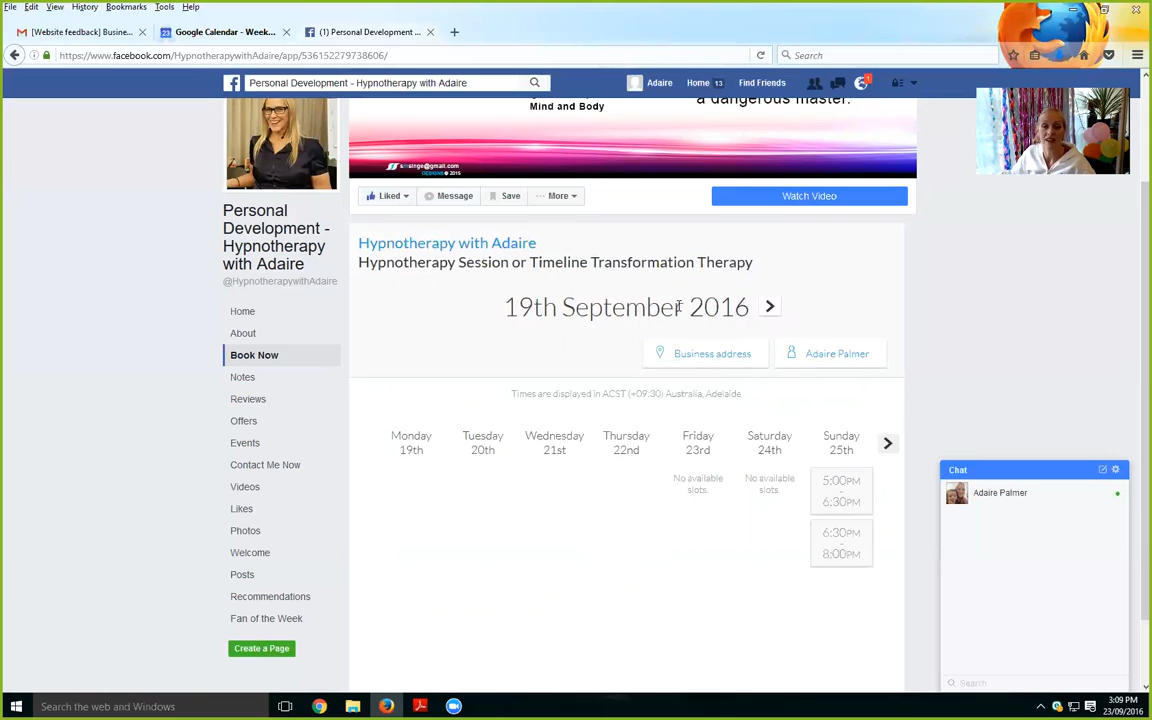 File Edit View History Bookmarks Tools Help
[Website feedback] Busine...
23 Google Calendar - Week...
(1) Personal Development ...
https://www.facebook.com/HypnotherapywithAdaire/app/536152279738606/
Search
Personal Development - Hypnotherapy with Adaire
Adaire Home 13 Find Friends
1
Mind and Body
a dangerous master."
@gmail.com
DESIGNS © 2015
Liked Message Save More
Watch Video
Personal
Development -
Hypnotherapy
with Adaire
@HypnotherapywithAdaire
Home
About
Book Now
Notes
Reviews
Offers
Events
Contact Me Now
Videos
Likes
Photos
Welcome
Posts
Recommendations
Fan of the Week
Create a Page
Hypnotherapy with Adaire
Hypnotherapy Session or Timeline Transformation Therapy
19th September 2016
Business address
Adaire Palmer
Times are displayed in ACST (+09:30) Australia, Adelaide
Monday Tuesday Wednesday Thursday Friday Saturday Sunday
19th 20th 21st 22nd 23rd 24th 25th
No available slots.
No available slots.
5:00PM
-
6:30PM
6:30PM
-
8:00PM
Chat
Adaire Palmer
Search
Search the web and Windows
3:09 PM
23/09/2016